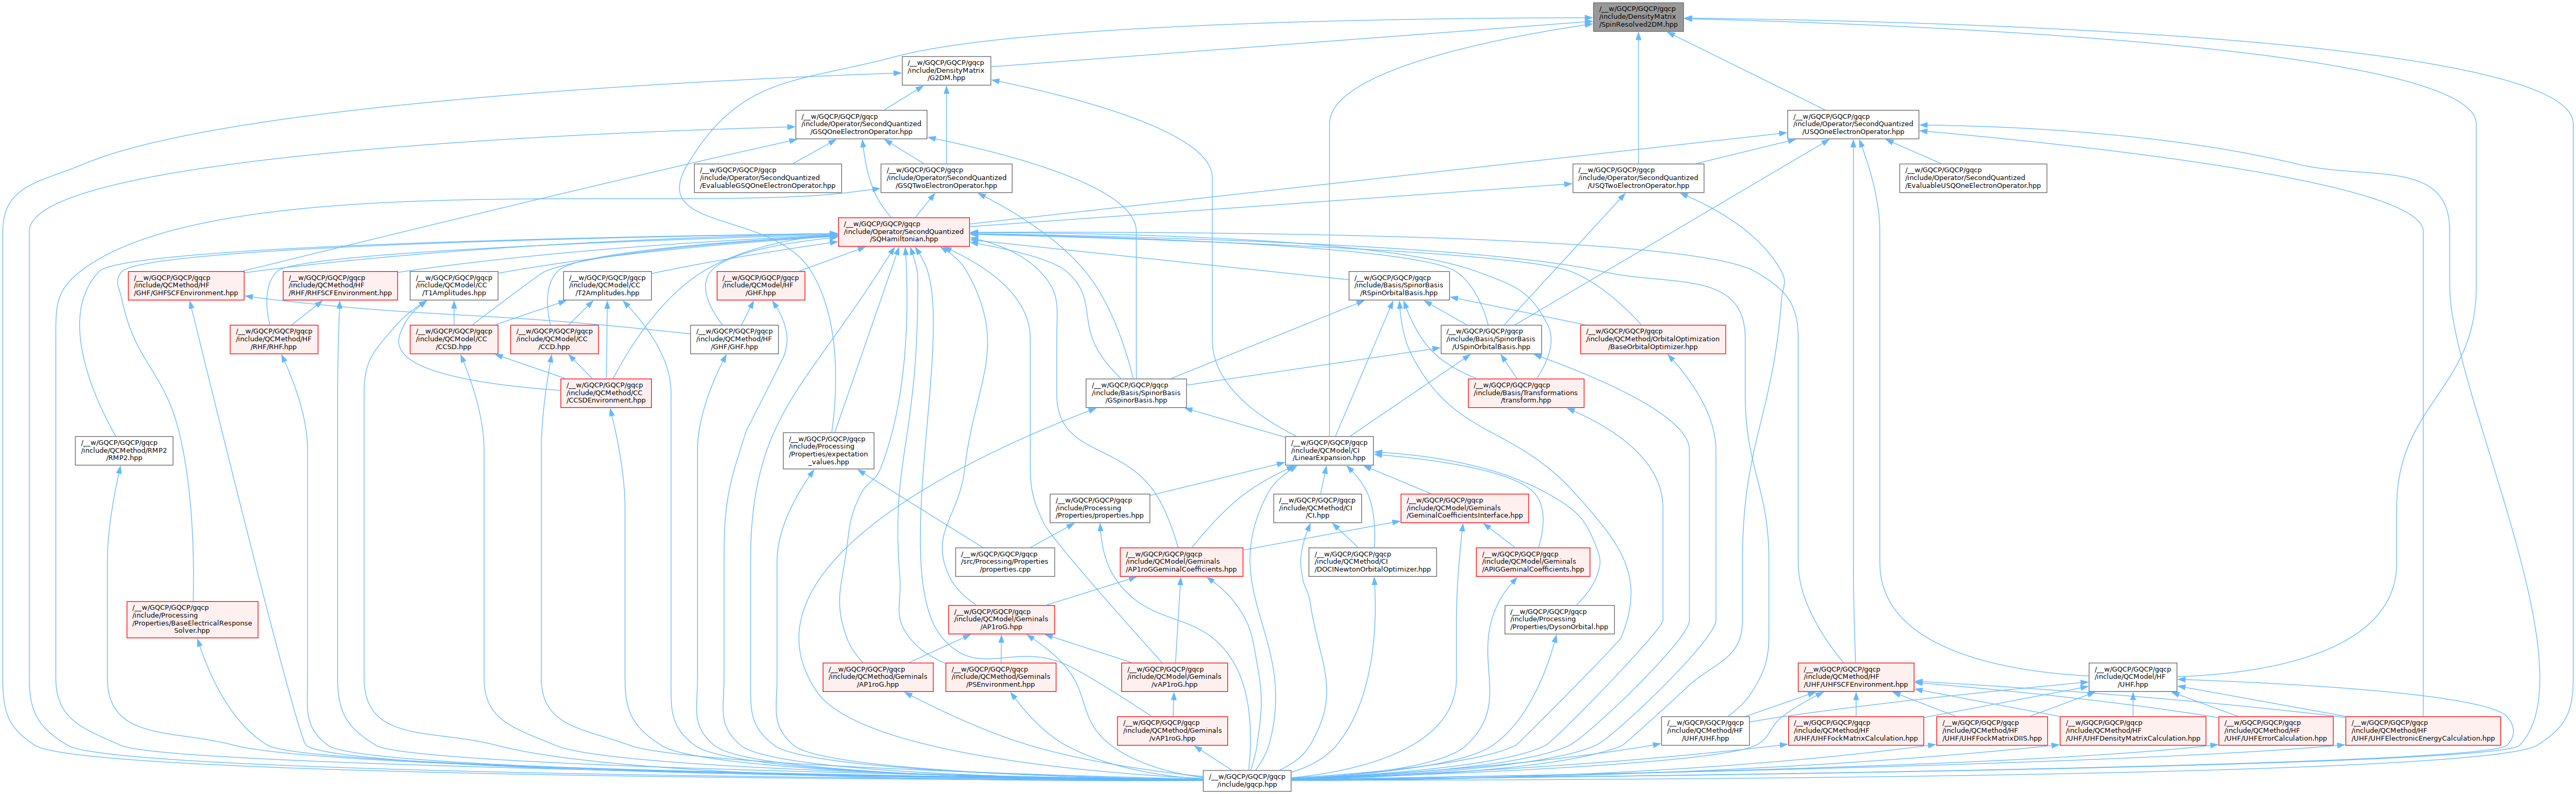 /__w/GQCP/GQCP/gqcp
/include/DensityMatrix
/SpinResolved2DM.hpp
/__w/GQCP/GQCP/gqcp
/include/DensityMatrix
/G2DM.hpp
/__w/GQCP/GQCP/gqcp
/include/Operator/SecondQuantized
/GSQOneElectronOperator.hpp
/__w/GQCP/GQCP/gqcp
/include/Operator/SecondQuantized
/USQOneElectronOperator.hpp
/__w/GQCP/GQCP/gqcp
/include/Operator/SecondQuantized
/EvaluableGSQOneElectronOperator.hpp
/__w/GQCP/GQCP/gqcp
/include/Operator/SecondQuantized
/GSQTwoElectronOperator.hpp
/__w/GQCP/GQCP/gqcp
/include/Operator/SecondQuantized
/USQTwoElectronOperator.hpp
/__w/GQCP/GQCP/gqcp
/include/Operator/SecondQuantized
/EvaluableUSQOneElectronOperator.hpp
/__w/GQCP/GQCP/gqcp
/include/Operator/SecondQuantized
/SQHamiltonian.hpp
/__w/GQCP/GQCP/gqcp
/include/QCMethod/HF
/GHF/GHFSCFEnvironment.hpp
/__w/GQCP/GQCP/gqcp
/include/QCMethod/HF
/RHF/RHFSCFEnvironment.hpp
/__w/GQCP/GQCP/gqcp
/include/QCModel/CC
/T1Amplitudes.hpp
/__w/GQCP/GQCP/gqcp
/include/QCModel/CC
/T2Amplitudes.hpp
/__w/GQCP/GQCP/gqcp
/include/QCModel/HF
/GHF.hpp
/__w/GQCP/GQCP/gqcp
/include/Basis/SpinorBasis
/RSpinOrbitalBasis.hpp
/__w/GQCP/GQCP/gqcp
/include/QCMethod/HF
/RHF/RHF.hpp
/__w/GQCP/GQCP/gqcp
/include/QCModel/CC
/CCSD.hpp
/__w/GQCP/GQCP/gqcp
/include/QCModel/CC
/CCD.hpp
/__w/GQCP/GQCP/gqcp
/include/QCMethod/HF
/GHF/GHF.hpp
/__w/GQCP/GQCP/gqcp
/include/Basis/SpinorBasis
/USpinOrbitalBasis.hpp
/__w/GQCP/GQCP/gqcp
/include/QCMethod/OrbitalOptimization
/BaseOrbitalOptimizer.hpp
/__w/GQCP/GQCP/gqcp
/include/QCMethod/CC
/CCSDEnvironment.hpp
/__w/GQCP/GQCP/gqcp
/include/Basis/SpinorBasis
/GSpinorBasis.hpp
/__w/GQCP/GQCP/gqcp
/include/Basis/Transformations
/transform.hpp
/__w/GQCP/GQCP/gqcp
/include/QCMethod/RMP2
/RMP2.hpp
/__w/GQCP/GQCP/gqcp
/include/Processing
/Properties/expectation
_values.hpp
/__w/GQCP/GQCP/gqcp
/include/QCModel/CI
/LinearExpansion.hpp
/__w/GQCP/GQCP/gqcp
/include/Processing
/Properties/properties.hpp
/__w/GQCP/GQCP/gqcp
/include/QCMethod/CI
/CI.hpp
/__w/GQCP/GQCP/gqcp
/include/QCModel/Geminals
/GeminalCoefficientsInterface.hpp
/__w/GQCP/GQCP/gqcp
/src/Processing/Properties
/properties.cpp
/__w/GQCP/GQCP/gqcp
/include/QCModel/Geminals
/AP1roGGeminalCoefficients.hpp
/__w/GQCP/GQCP/gqcp
/include/QCMethod/CI
/DOCINewtonOrbitalOptimizer.hpp
/__w/GQCP/GQCP/gqcp
/include/QCModel/Geminals
/APIGGeminalCoefficients.hpp
/__w/GQCP/GQCP/gqcp
/include/Processing
/Properties/BaseElectricalResponse
Solver.hpp
/__w/GQCP/GQCP/gqcp
/include/QCModel/Geminals
/AP1roG.hpp
/__w/GQCP/GQCP/gqcp
/include/Processing
/Properties/DysonOrbital.hpp
/__w/GQCP/GQCP/gqcp
/include/QCMethod/Geminals
/AP1roG.hpp
/__w/GQCP/GQCP/gqcp
/include/QCMethod/Geminals
/PSEnvironment.hpp
/__w/GQCP/GQCP/gqcp
/include/QCModel/Geminals
/vAP1roG.hpp
/__w/GQCP/GQCP/gqcp
/include/QCMethod/HF
/UHF/UHFSCFEnvironment.hpp
/__w/GQCP/GQCP/gqcp
/include/QCModel/HF
/UHF.hpp
/__w/GQCP/GQCP/gqcp
/include/QCMethod/Geminals
/vAP1roG.hpp
/__w/GQCP/GQCP/gqcp
/include/QCMethod/HF
/UHF/UHF.hpp
/__w/GQCP/GQCP/gqcp
/include/QCMethod/HF
/UHF/UHFFockMatrixCalculation.hpp
/__w/GQCP/GQCP/gqcp
/include/QCMethod/HF
/UHF/UHFFockMatrixDIIS.hpp
/__w/GQCP/GQCP/gqcp
/include/QCMethod/HF
/UHF/UHFDensityMatrixCalculation.hpp
/__w/GQCP/GQCP/gqcp
/include/QCMethod/HF
/UHF/UHFErrorCalculation.hpp
/__w/GQCP/GQCP/gqcp
/include/QCMethod/HF
/UHF/UHFElectronicEnergyCalculation.hpp
/__w/GQCP/GQCP/gqcp
/include/gqcp.hpp